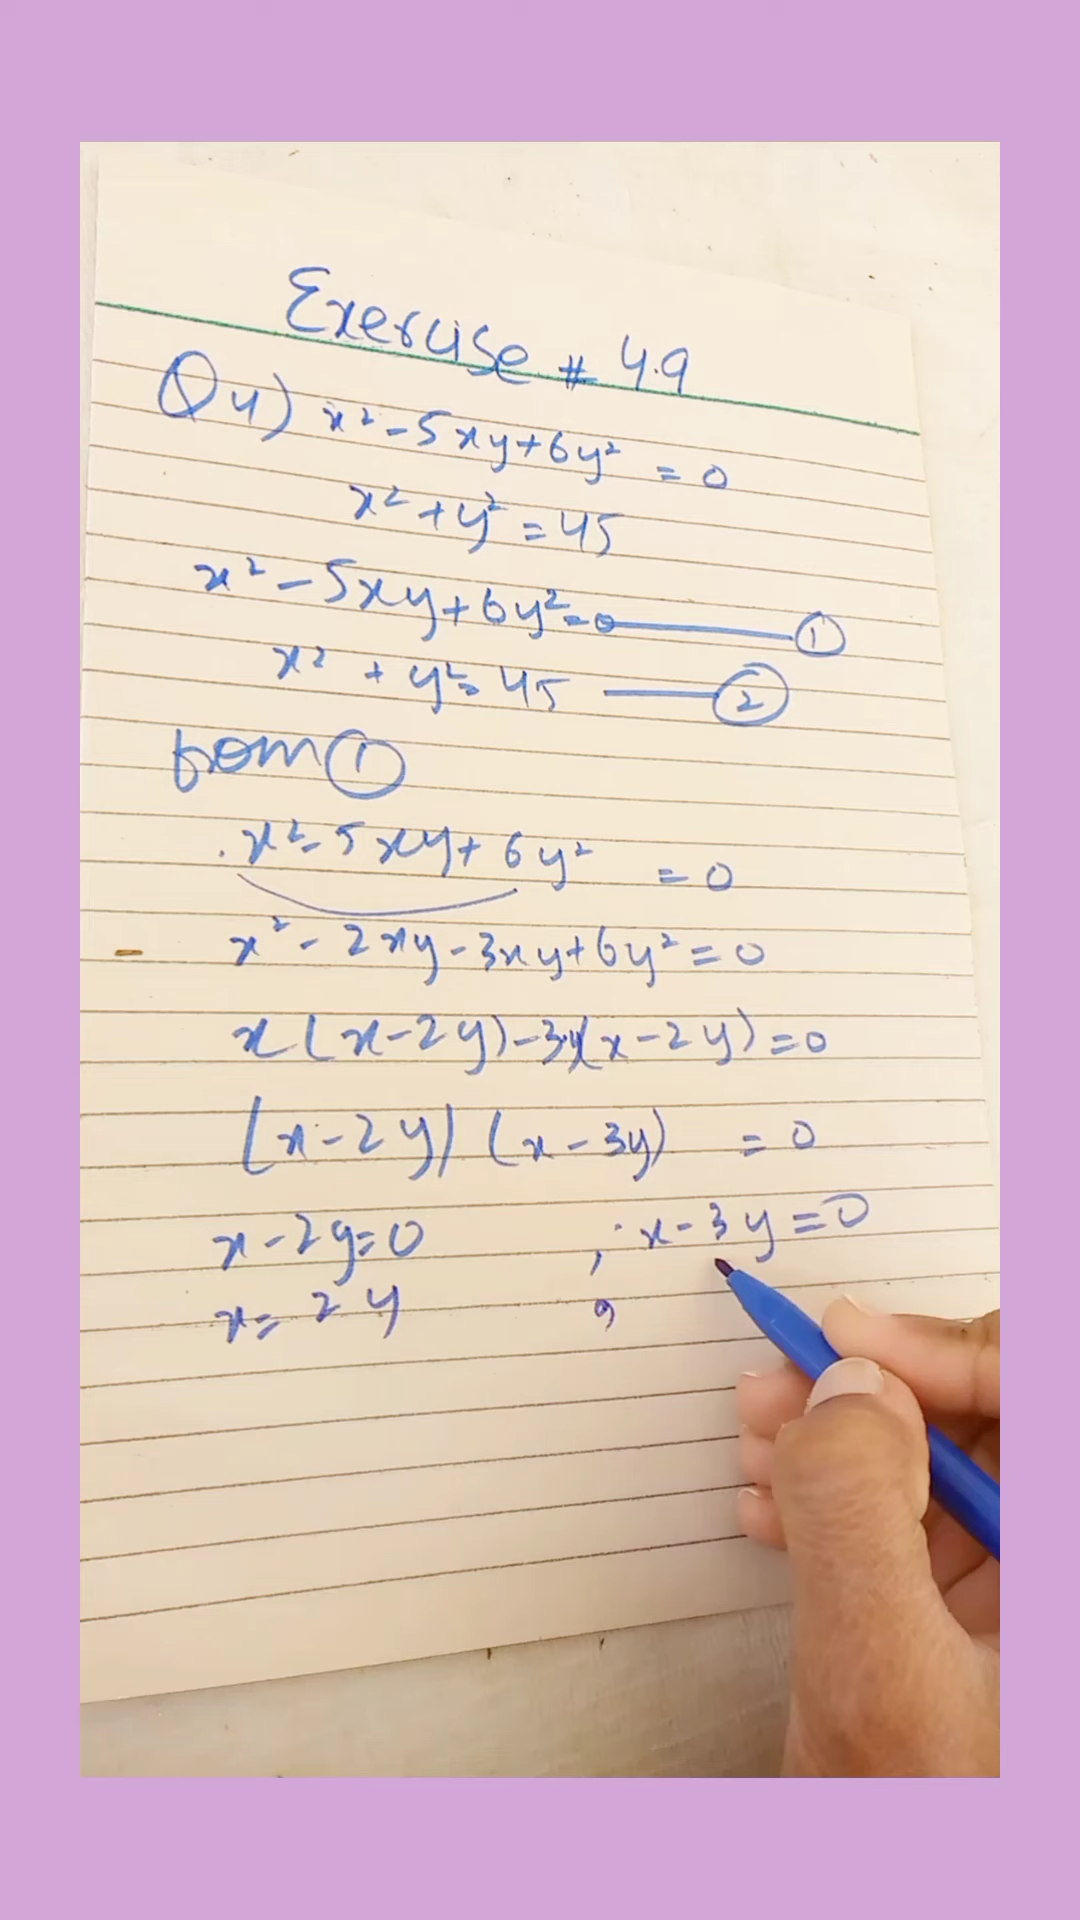 Exercise # 4.9
Q4) x² - 5xy + 6y² = 0
x² + y² = 45
x² - 5xy + 6y² = 0 ——— ①
x² + y² = 45 ——— ②
from ①
x² - 5xy + 6y² = 0
x² - 2xy - 3xy + 6y² = 0
x(x - 2y) - 3y(x - 2y) = 0
(x - 2y) (x - 3y) = 0
x - 2y = 0 , x - 3y = 0
x = 2y ,